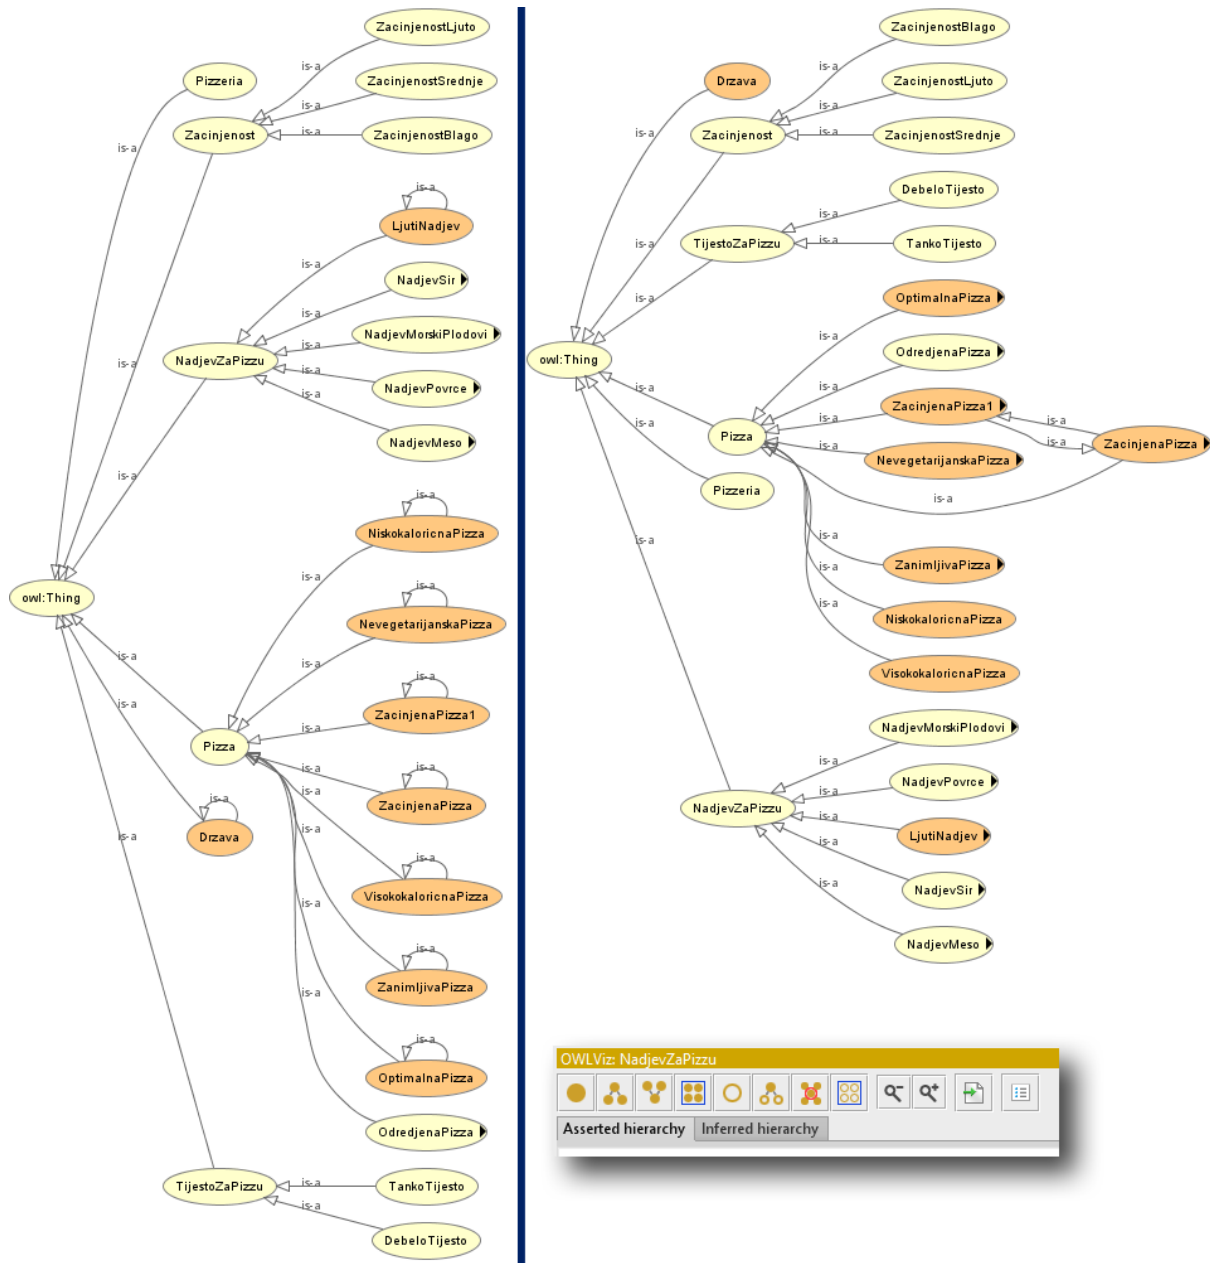 ZacinjenostLjuto
is-a
Pizzeria
ZacinjenostSrednje
is-a
Zacinjenost
is-a
ZacinjenostBlago
is-a
is-a
LjutiNadjev
is-a
NadjevSir
is-a
NadjevMorskiPlodovi
is-a
NadjevZaPizzu
is-a
is-a
NadjevPovrce
is-a
NadjevMeso
is-a
is-a
NiskokaloricnaPizza
is-a
is-a
owl:Thing
NevegetarijanskaPizza
is-a
is-a
is-a
ZacinjenaPizza1
is-a
is-a
Pizza
is-a
is-a
is-a
ZacinjenaPizza
is-a
is-a
Drzava
is-a
is-a
VisokokaloricnaPizza
is-a
is-a
ZanimljivaPizza
is-a
is-a
OptimalnaPizza
OdredjenaPizza
TijestoZaPizzu
is-a
TankoTijesto
is-a
DebeloTijesto
ZacinjenostBlago
is-a
Drzava
ZacinjenostLjuto
is-a
Zacinjenost
is-a
ZacinjenostSrednje
is-a
DebeloTijesto
is-a
TijestoZaPizzu
is-a
TankoTijesto
is-a
is-a
OptimalnaPizza
is-a
is-a
owl:Thing
OdredjenaPizza
is-a
is-a
ZacinjenaPizza1
is-a
is-a
is-a
Pizza
is-a
ZacinjenaPizza
is-a
NevegetarijanskaPizza
Pizzeria
is-a
is-a
is-a
ZanimljivaPizza
is-a
is-a
NiskokaloricnaPizza
VisokokaloricnaPizza
NadjevMorskiPlodovi
is-a
NadjevPovrce
is-a
NadjevZaPizzu
is-a
LjutiNadjev
is-a
NadjevSir
is-a
NadjevMeso
OWLViz: NadjevZaPizzu
Asserted hierarchy Inferred hierarchy